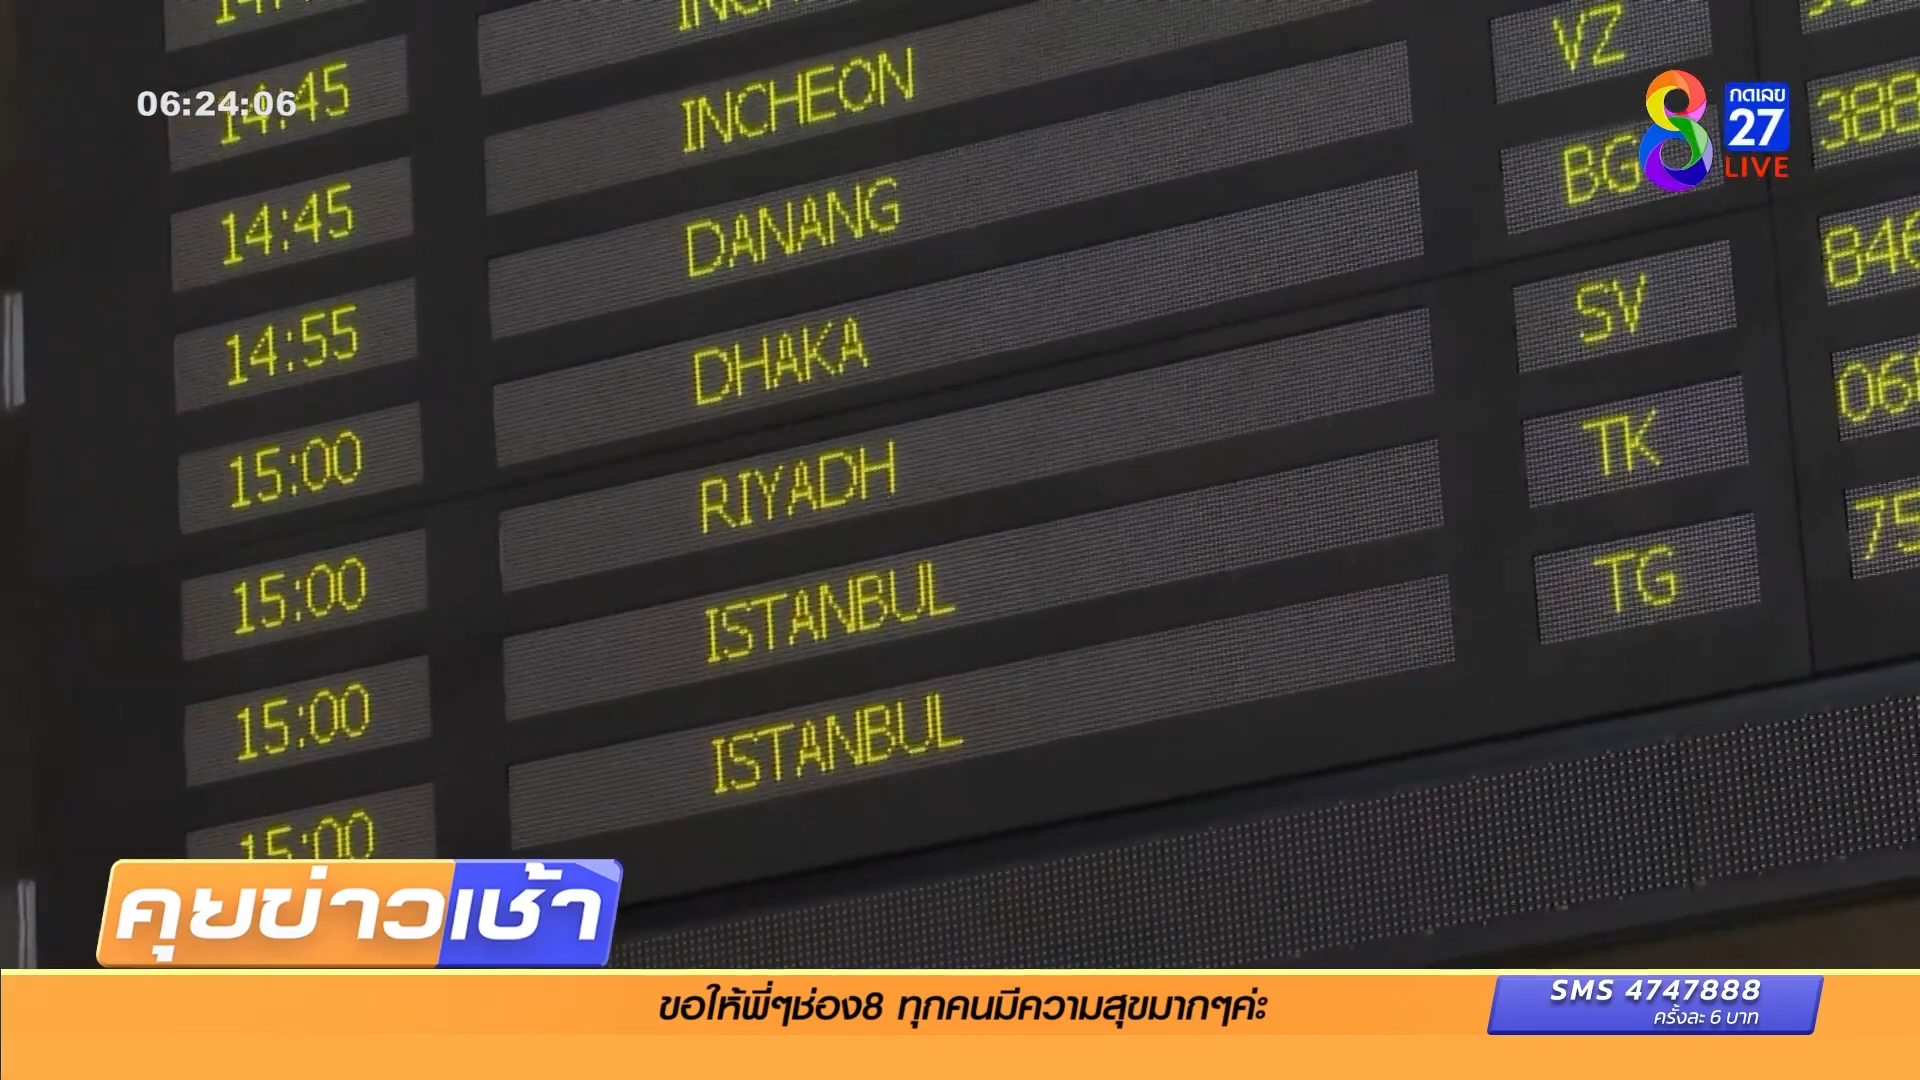 06:24:06
กดเลข
27
LIVE
14:45 INCHEON VZ
14:45 DANANG BG 388
14:55 DHAKA SV
15:00 RIYADH TK
15:00 ISTANBUL TG
15:00 ISTANBUL
15:00
คุยข่าวเช้า
ขอให้พี่ๆช่อง8 ทุกคนมีความสุขมากๆค่ะ
SMS 4747888
ครั้งละ 6 บาท